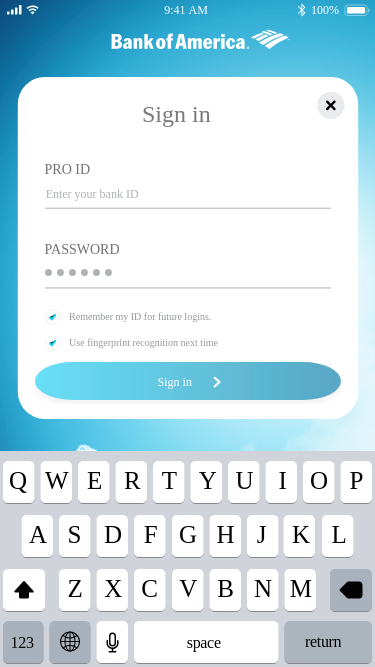 9:41 AM 100%
Bank of America.
Sign in
PRO ID
Enter your bank ID
PASSWORD
Remember my ID for future logins.
Use fingerprint recognition next time
Sign in
Q W E R T Y U I O P
A S D F G H J K L
Z X C V B N M
123 space return